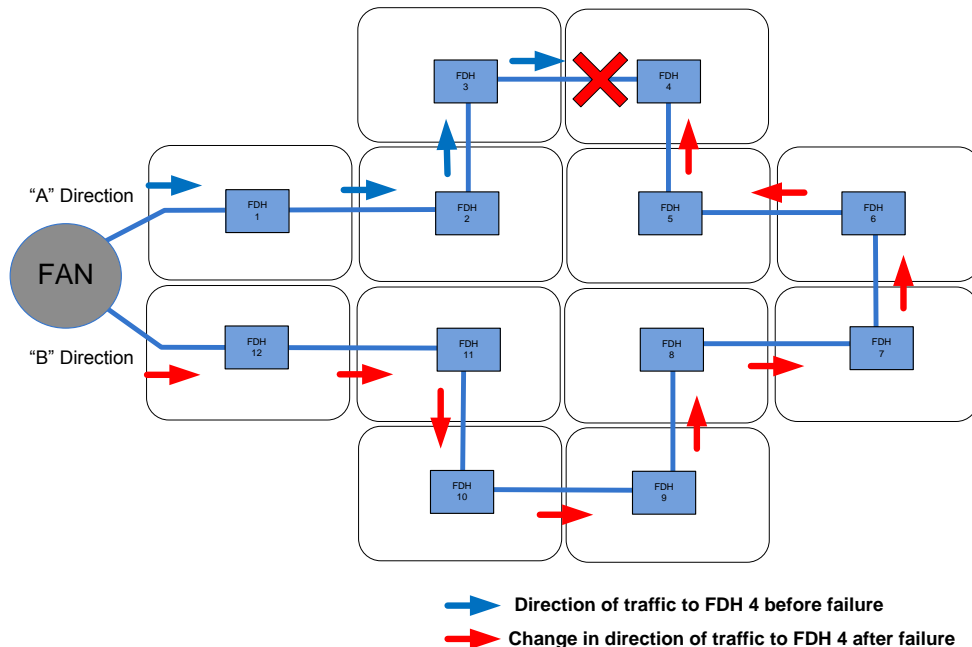 FDH
3
FDH
4
"A" Direction
FDH
1
FDH
2
FDH
5
FDH
6
FAN
"B" Direction
FDH
12
FDH
11
FDH
8
FDH
7
FDH
10
FDH
9
Direction of traffic to FDH 4 before failure
Change in direction of traffic to FDH 4 after failure